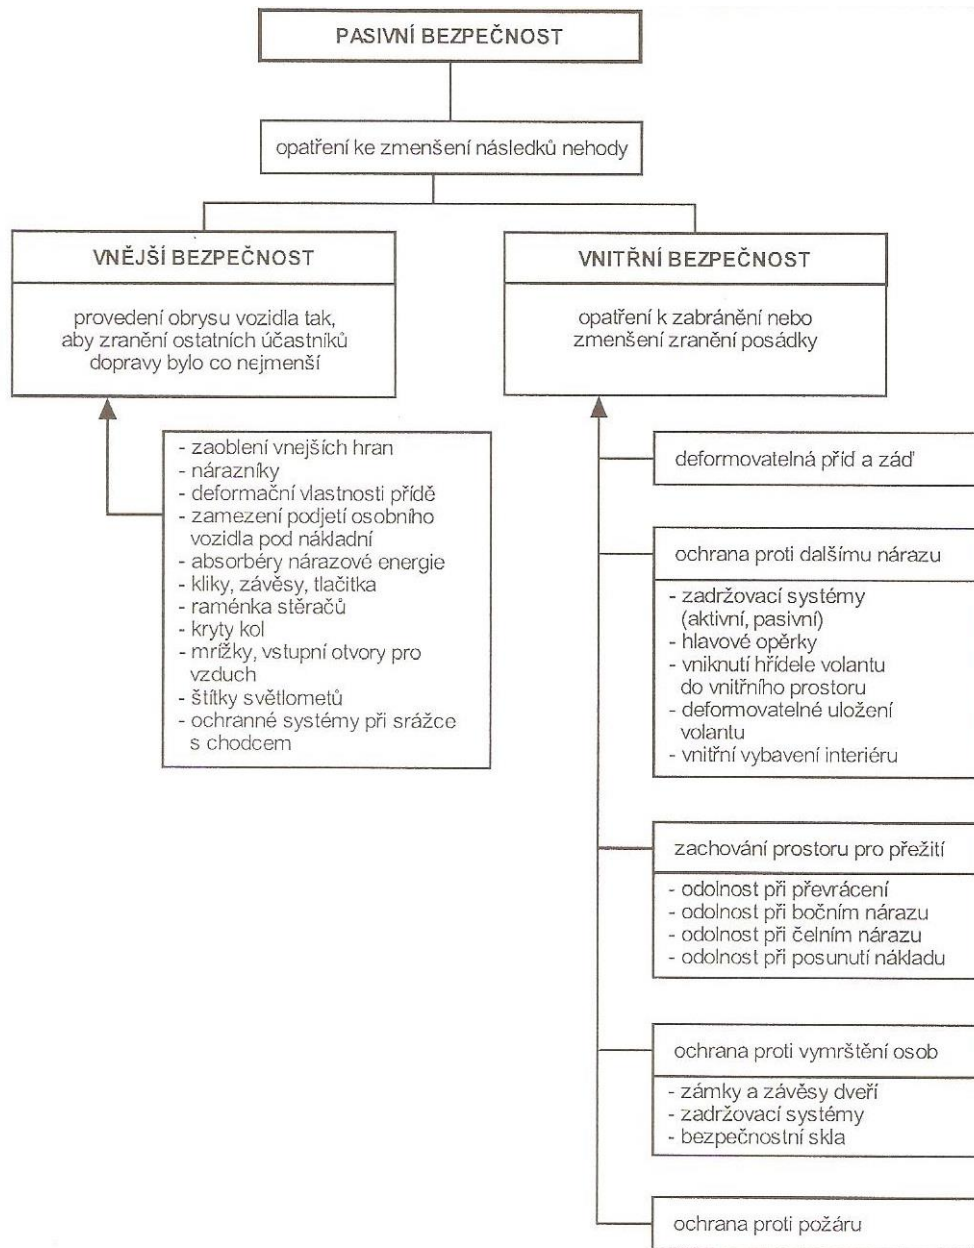 PASIVNÍ BEZPEČNOST
opatření ke zmenšení následků nehody
VNĚJŠÍ BEZPEČNOST
provedení obrysu vozidla tak,
aby zranění ostatních účastníků
dopravy bylo co nejmenší
- zaoblení vnejších hran
- nárazníky
- deformační vlastnosti přídě
- zamezení podjetí osobního
vozidla pod nákladní
- absorbéry nárazové energie
- kliky, závěsy, tlačitka
- raménka stěračů
- kryty kol
- mrížky, vstupní otvory pro
vzduch
- štítky světlometů
- ochranné systémy při srážce
s chodcem
VNITŘNÍ BEZPEČNOST
opatření k zabránění nebo
zmenšení zranění posádky
deformovatelná příd a záď
ochrana proti dalšímu nárazu
- zadržovací systémy
(aktivní, pasivní)
- hlavové opěrky
- vniknutí hřídele volantu
do vnitřního prostoru
- deformovatelné uložení
volantu
- vnitřní vybavení interiéru
zachování prostoru pro přežití
- odolnost při převrácení
- odolnost při bočním nárazu
- odolnost při čelním nárazu
- odolnost při posunutí nákladu
ochrana proti vymrštění osob
- zámky a závěsy dveří
- zadržovací systémy
- bezpečnostní skla
ochrana proti požáru